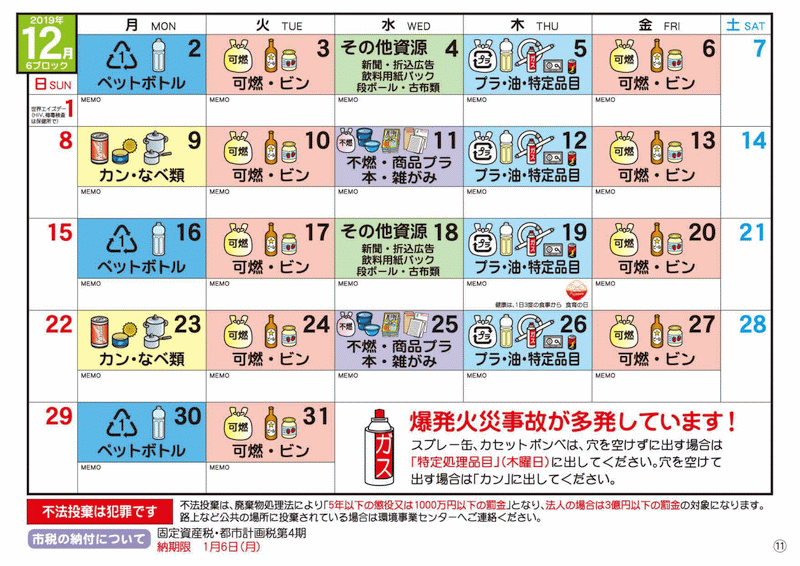 2019年
12月
6ブロック
月 MON
火 TUE
水 WED
木 THU
金 FRI
土 SAT
日 SUN
世界エイズデー
(HIV、梅毒検査
は保健所で)
1
1
2
ペットボトル
MEMO
可燃
3
可燃・ビン
MEMO
その他資源
4
新聞・折込広告
飲料用紙パック
段ボール・古布類
MEMO
プラ
5
プラ・油・特定品目
MEMO
可燃
6
可燃・ビン
MEMO
7
8
9
カン・なべ類
MEMO
可燃
10
可燃・ビン
MEMO
不燃
11
不燃・商品プラ
本・雑がみ
MEMO
プラ
12
プラ・油・特定品目
MEMO
可燃
13
可燃・ビン
MEMO
14
15
1
16
ペットボトル
MEMO
可燃
17
可燃・ビン
MEMO
その他資源
18
新聞・折込広告
飲料用紙パック
段ボール・古布類
MEMO
プラ
19
プラ・油・特定品目
MEMO
健康は、1日3度の食事から 食育の日
可燃
20
可燃・ビン
MEMO
21
22
23
カン・なべ類
MEMO
可燃
24
可燃・ビン
MEMO
不燃
25
不燃・商品プラ
本・雑がみ
MEMO
プラ
26
プラ・油・特定品目
MEMO
可燃
27
可燃・ビン
MEMO
28
29
1
30
ペットボトル
MEMO
可燃
31
可燃・ビン
MEMO
ガス
爆発火災事故が多発しています!
スプレー缶、カセットボンベは、穴を空けずに出す場合は
「特定処理品目」(木曜日)に出してください。穴を空けて
出す場合は「カン」に出してください。
不法投棄は犯罪です
不法投棄は、廃棄物処理法により「5年以下の懲役又は1000万円以下の罰金」となり、法人の場合は3億円以下の罰金の対象になります。
路上など公共の場所に投棄されている場合は環境事業センターへご連絡ください。
市税の納付について
固定資産税・都市計画税第4期
納期限 1月6日(月)
⑪